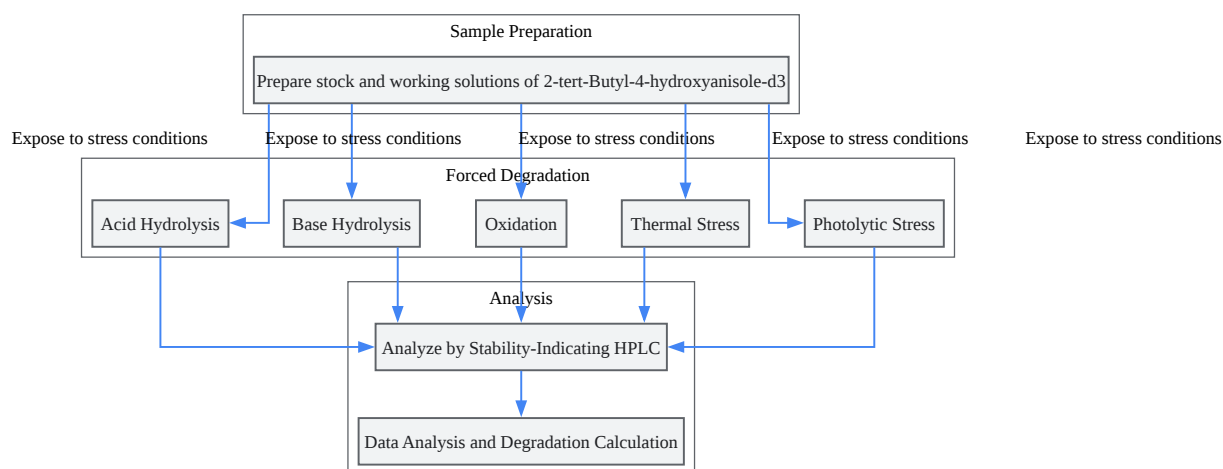 Sample Preparation
Prepare stock and working solutions of 2-tert-Butyl-4-hydroxyanisole-d3
Expose to stress conditions
Expose to stress conditions
Expose to stress conditions
Expose to stress conditions
Expose to stress conditions
Forced Degradation
Acid Hydrolysis
Base Hydrolysis
Oxidation
Thermal Stress
Photolytic Stress
Analysis
Analyze by Stability-Indicating HPLC
Data Analysis and Degradation Calculation